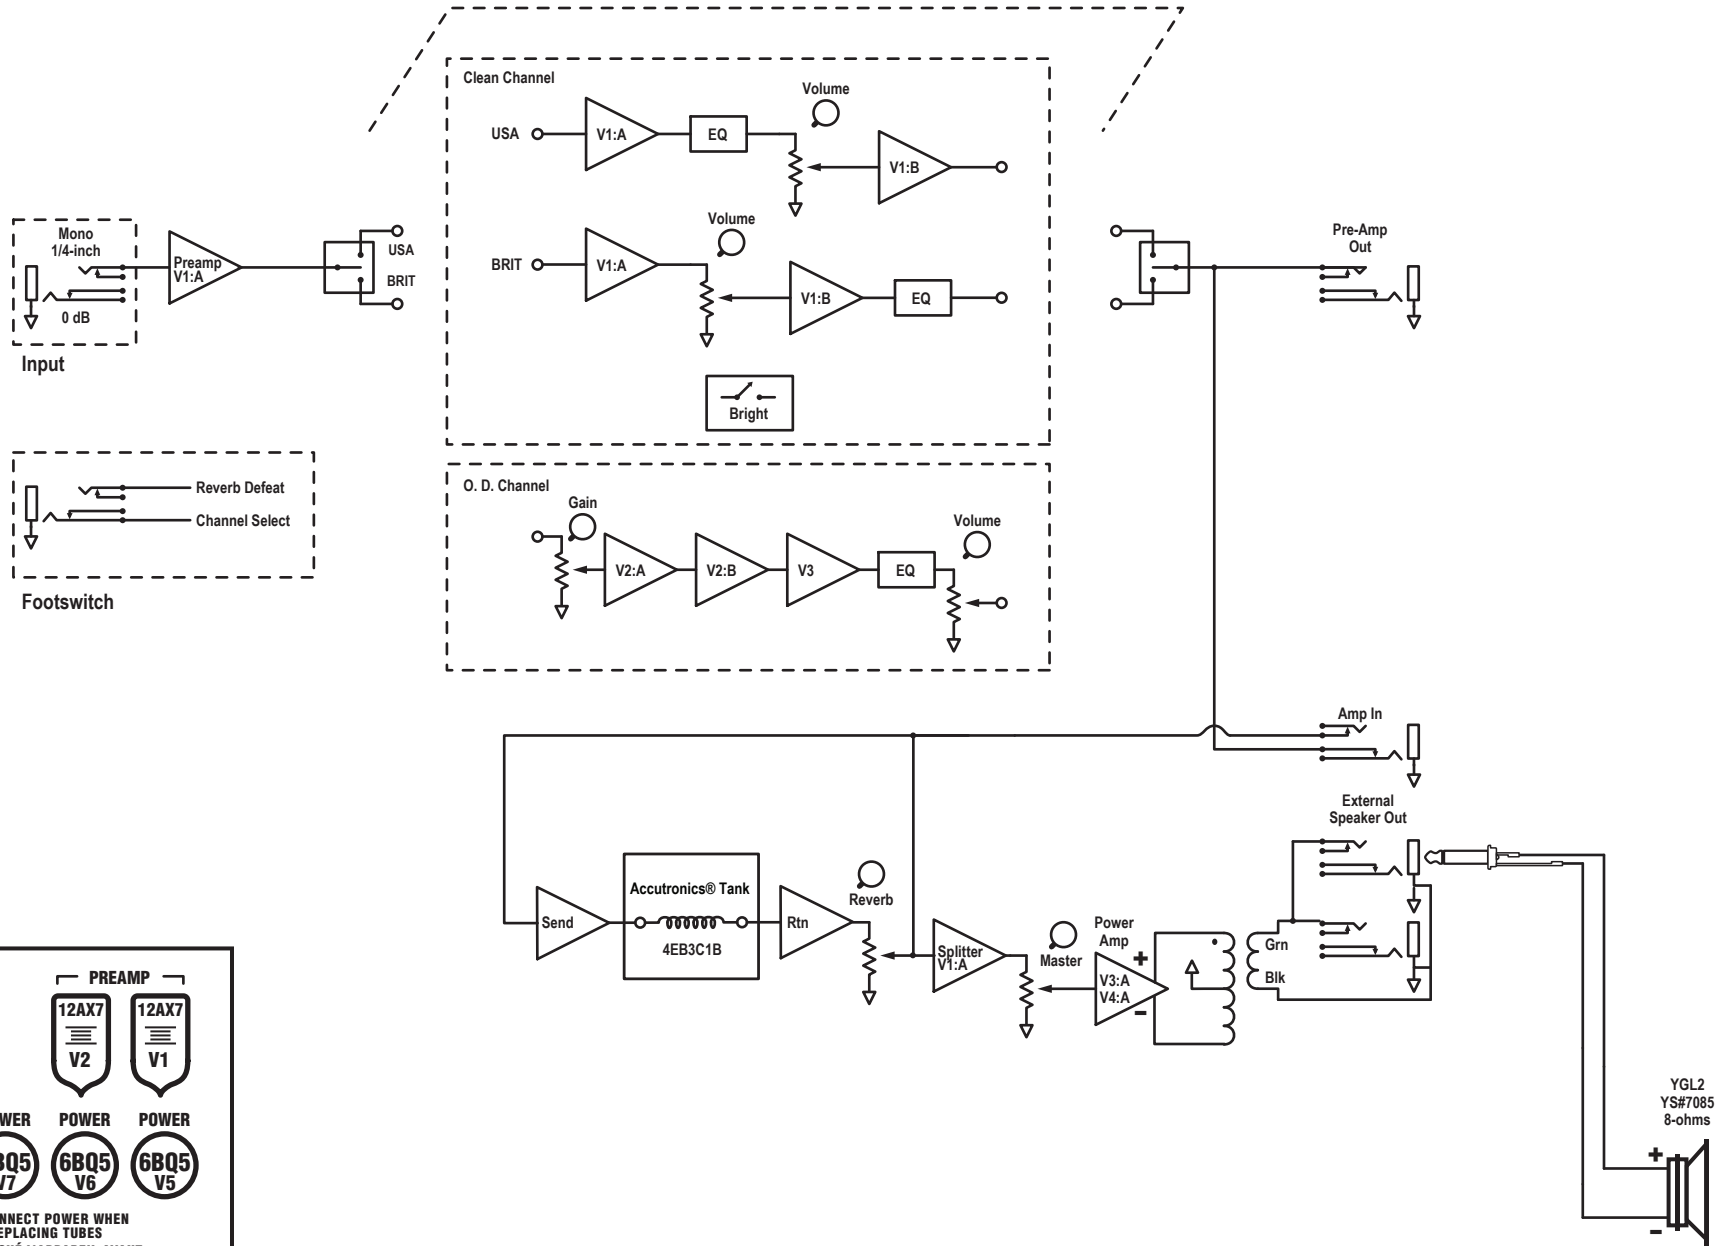 Clean Channel
Volume
USA
V1:A
EQ
V1:B
Volume
BRIT
V1:A
V1:B
EQ
Bright
Mono
1/4-inch
0 dB
Input
Preamp
V1:A
USA
BRIT
Pre-Amp
Out
Reverb Defeat
Channel Select
Footswitch
O. D. Channel
Gain
V2:A
V2:B
V3
EQ
Volume
Amp In
External
Speaker Out
Send
Accutronics® Tank
4EB3C1B
Rtn
Reverb
Splitter
V1:A
Master
Power
Amp
V3:A
V4:A
+
-
Grn
Blk
YGL2
YS#7085
8-ohms
+
-
PREAMP
12AX7
V2
12AX7
V1
POWER
6BQ5
V6
POWER
6BQ5
V5
POWER WHEN
TUBES